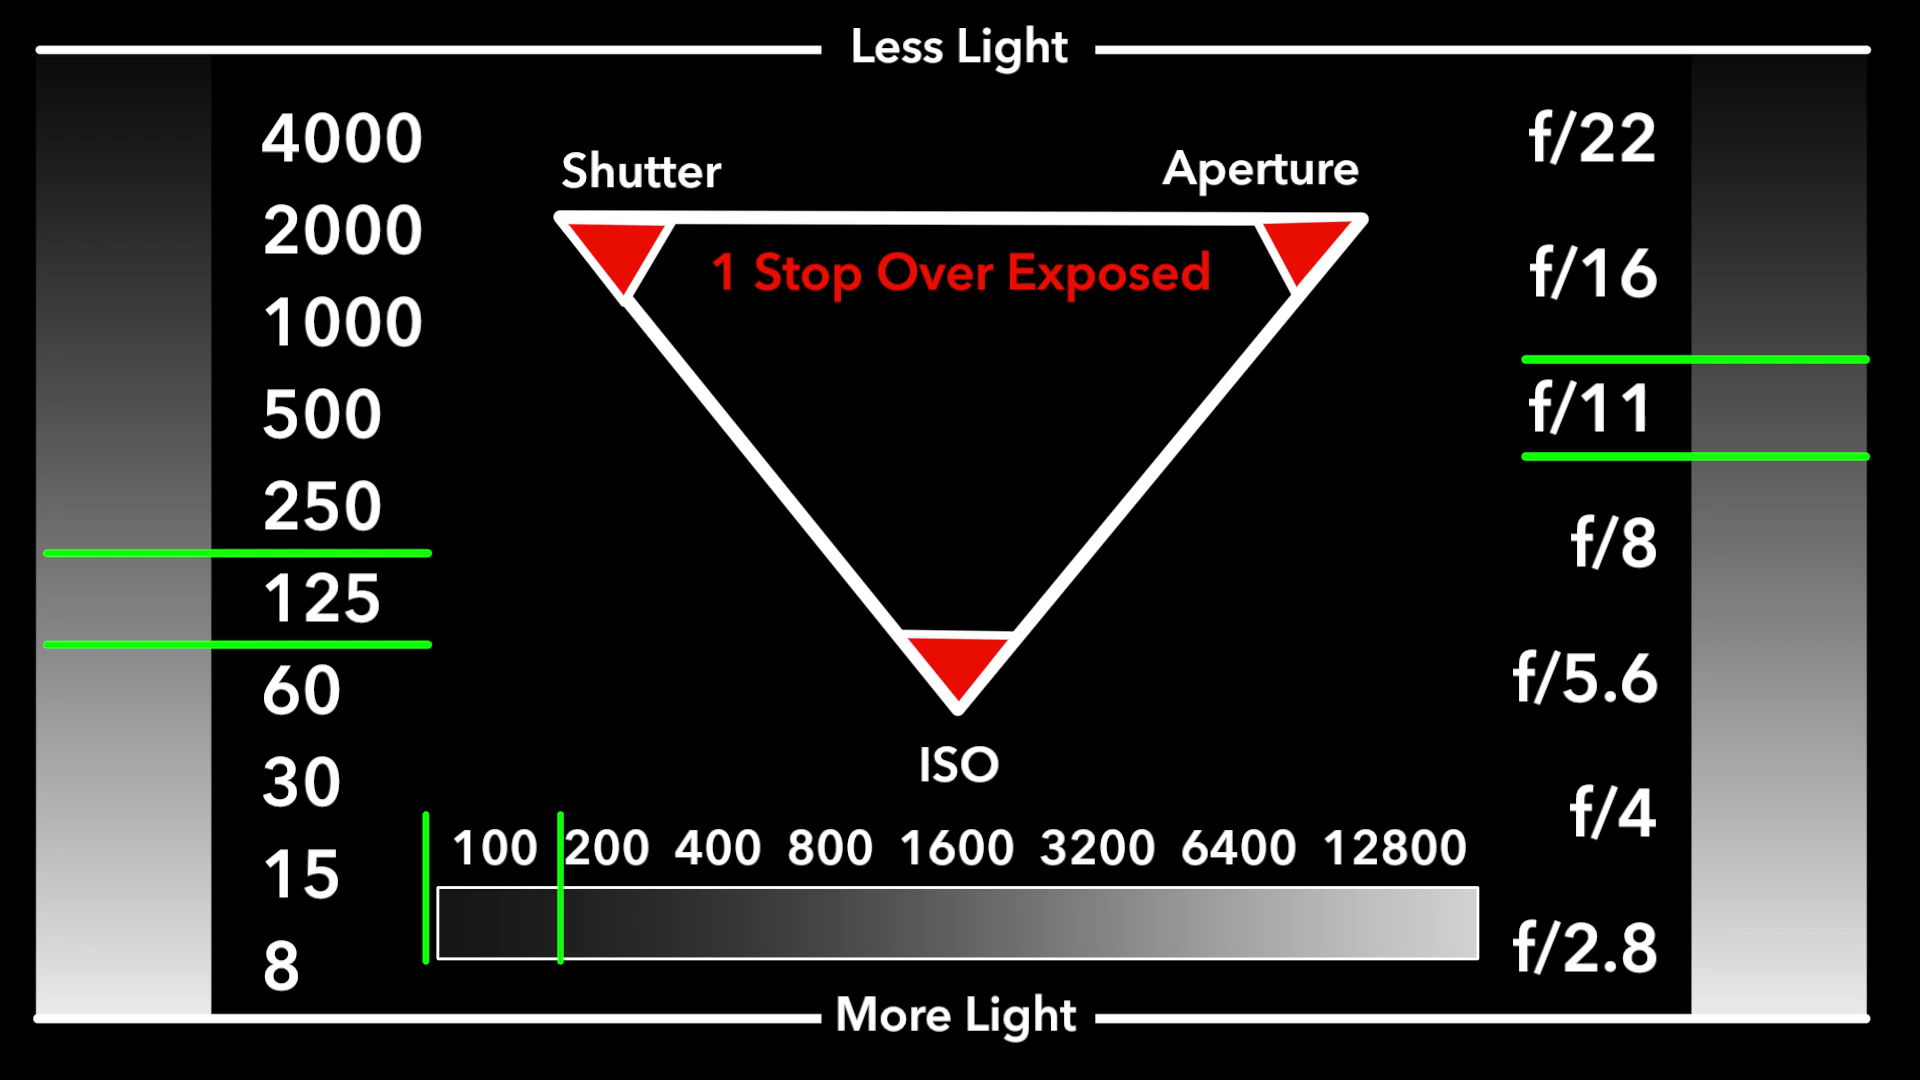 Less Light
4000
2000
1000
500
250
125
60
30
15
8
Shutter
Aperture
1 Stop Over Exposed
ISO
100 200 400 800 1600 3200 6400 12800
f/22
f/16
f/11
f/8
f/5.6
f/4
f/2.8
More Light